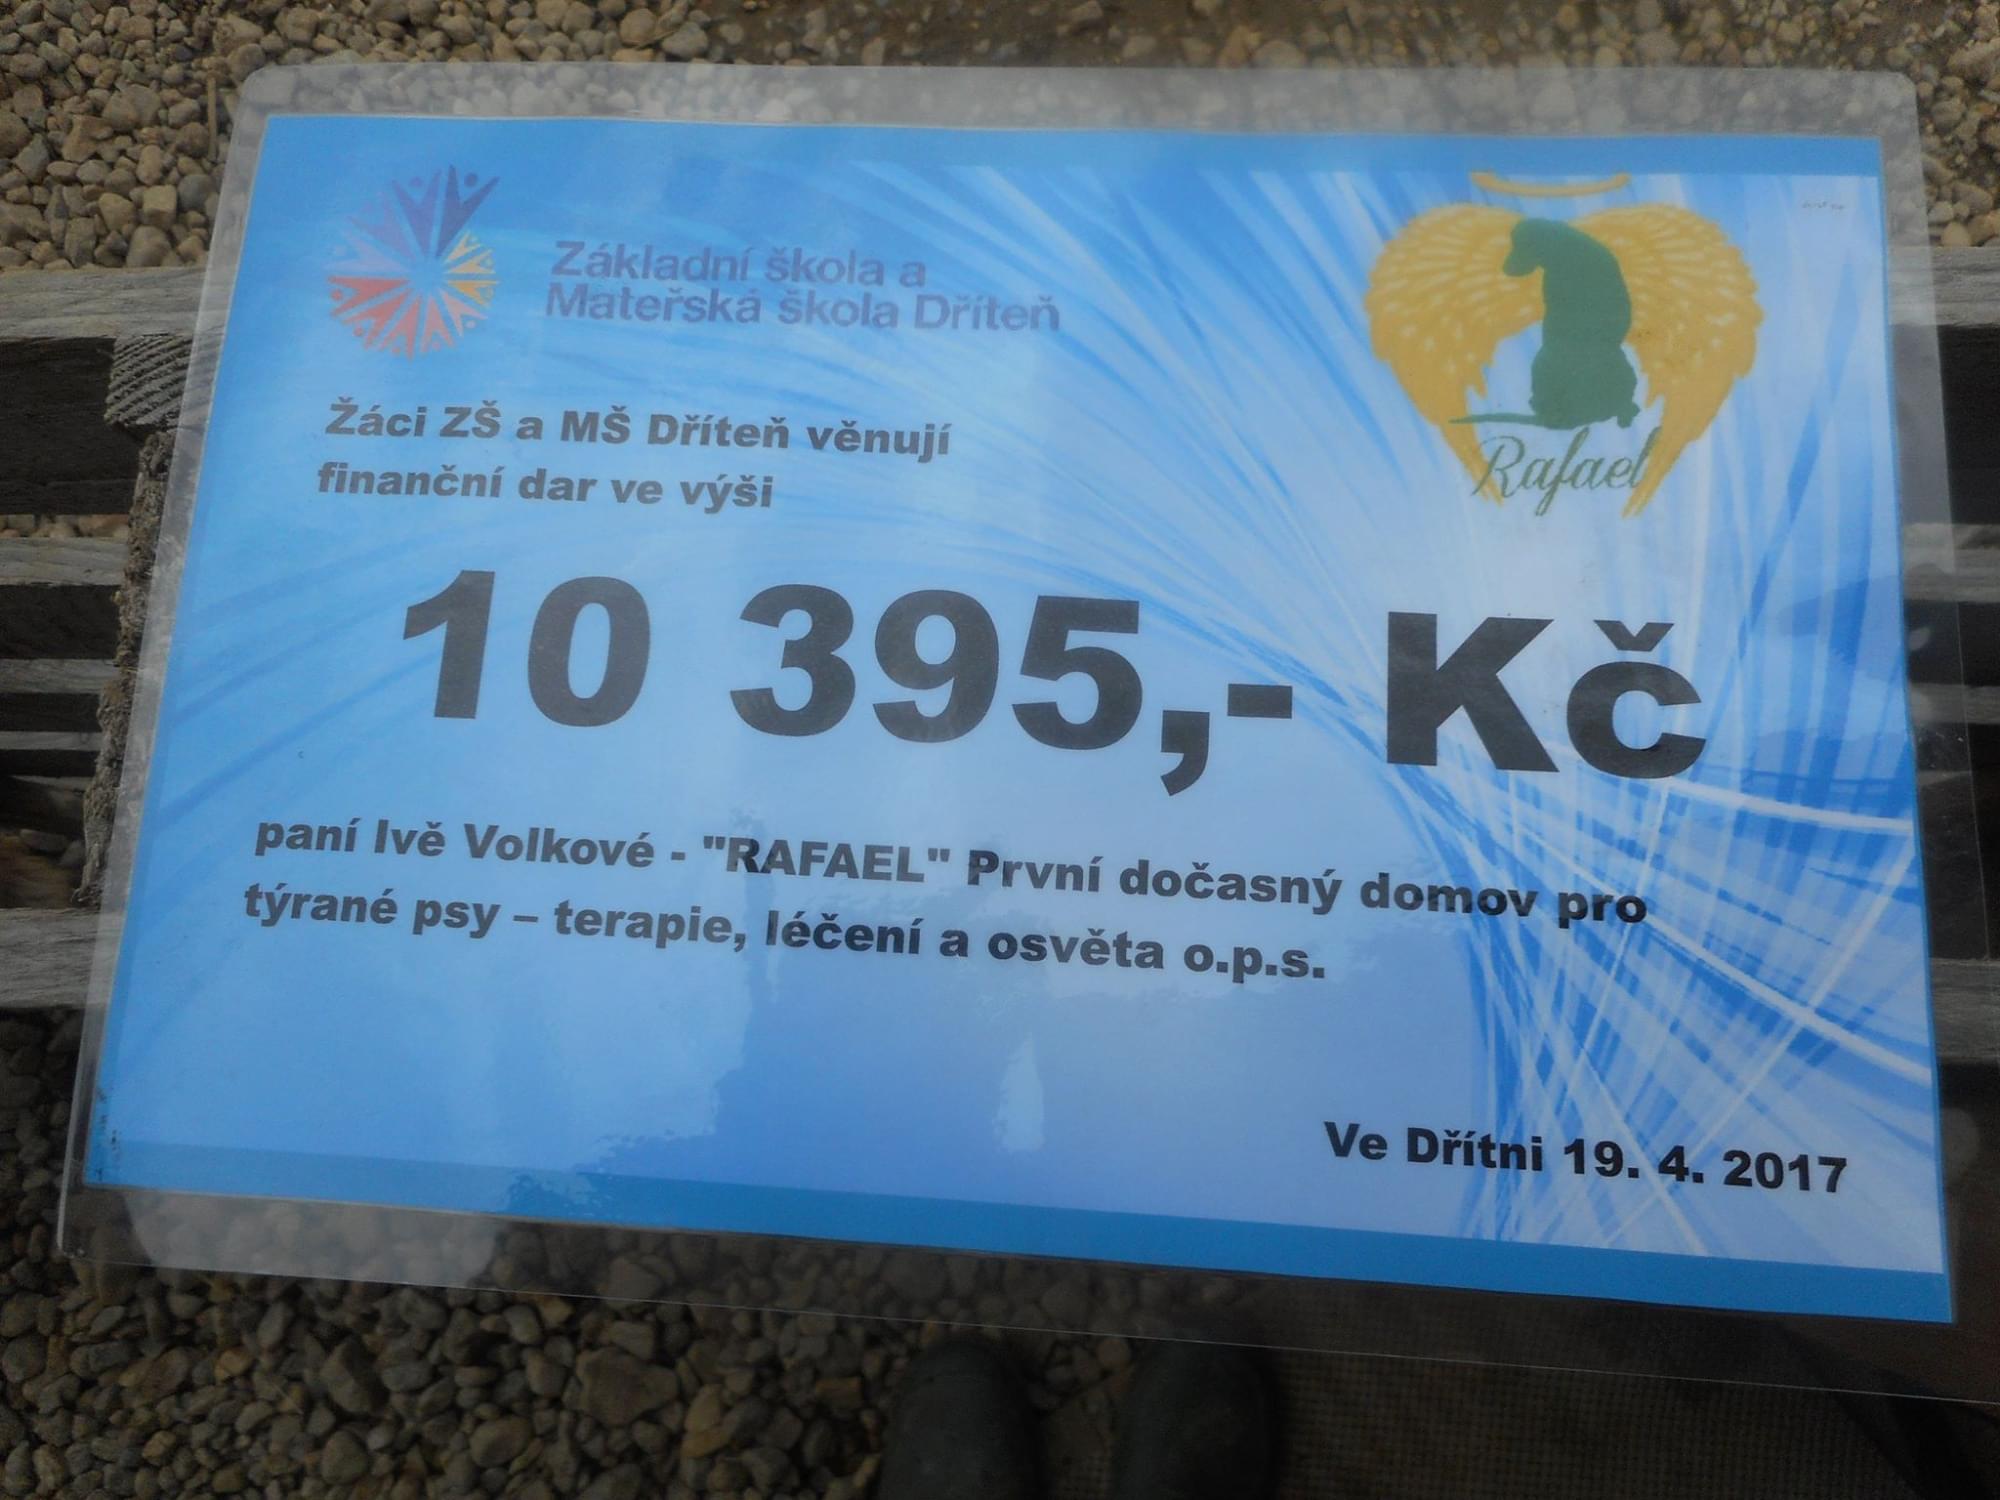 Základní škola a
Mateřská škola Dříteň
Rafael
Žáci ZŠ a MŠ Dříteň věnují
finanční dar ve výši
10 395,- Kč
paní Ivě Volkové - "RAFAEL" První dočasný domov pro
týrané psy – terapie, léčení a osvěta o.p.s.
Ve Dřítni 19. 4. 2017